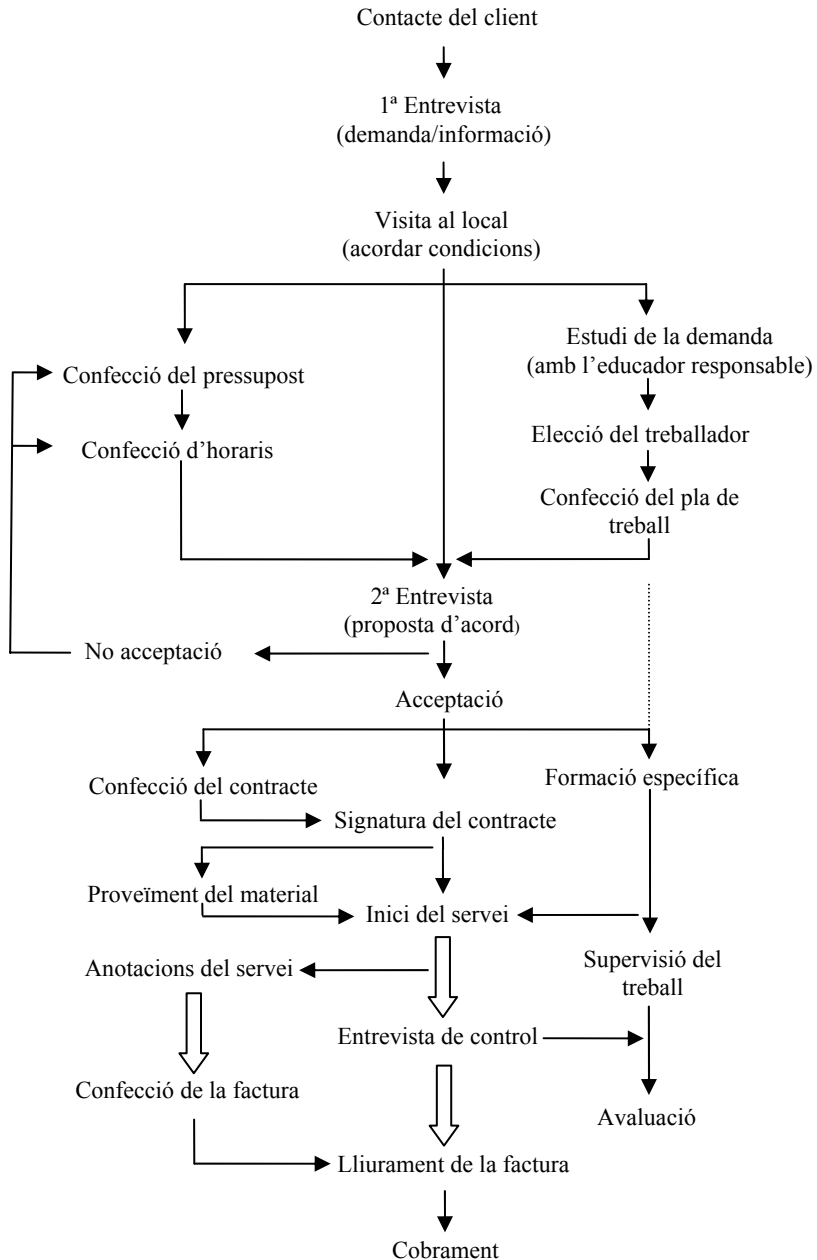 Contacte del client
1ª Entrevista
(demanda/informació)
Visita al local
(acordar condicions)
Estudi de la demanda
(amb l’educador responsable)
Confecció del pressupost
Elecció del treballador
Confecció d’horaris
Confecció del pla de
treball
2ª Entrevista
(proposta d’acord)
No acceptació
Acceptació
Confecció del contracte
Formació específica
Signatura del contracte
Proveïment del material
Inici del servei
Anotacions del servei
Supervisió del
treball
Entrevista de control
Confecció de la factura
Avaluació
Lliurament de la factura
Cobrament